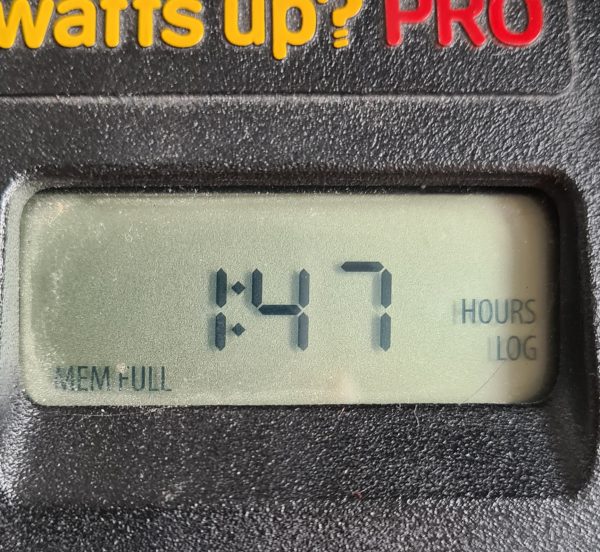 watts up? PRO
1:47
HOURS
LOG
MEM FULL